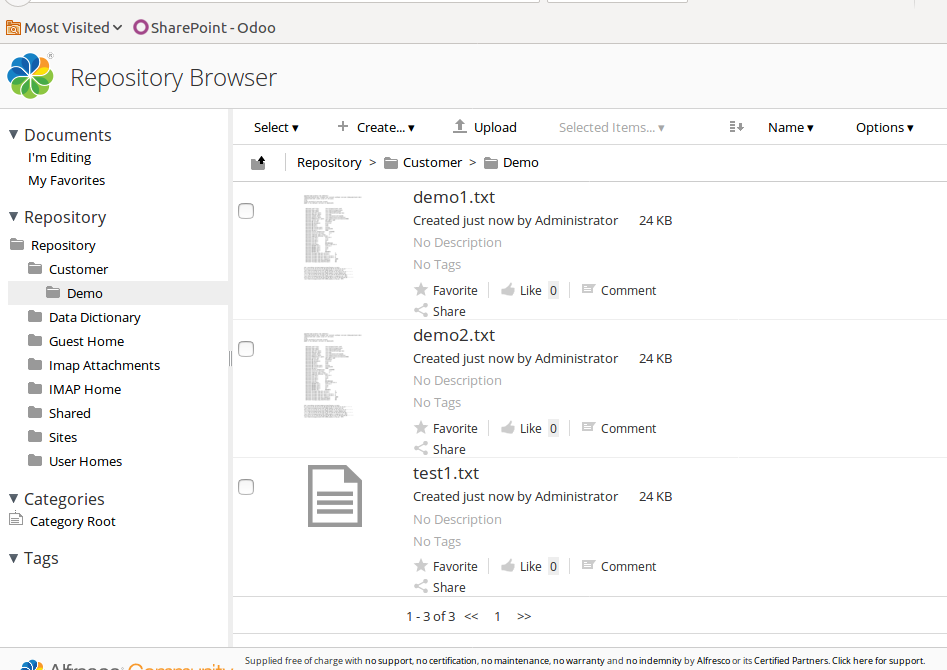 Most Visited SharePoint - Odoo
Repository Browser
Documents
I'm Editing
My Favorites
Repository
Repository
Customer
Demo
Data Dictionary
Guest Home
Imap Attachments
IMAP Home
Shared
Sites
User Homes
Categories
Category Root
Tags
Select Create... Upload Selected Items... Name Options
Repository > Customer > Demo
demo1.txt
Created just now by Administrator 24 KB
No Description
No Tags
Favorite Like 0 Comment
Share
demo2.txt
Created just now by Administrator 24 KB
No Description
No Tags
Favorite Like 0 Comment
Share
test1.txt
Created just now by Administrator 24 KB
No Description
No Tags
Favorite Like 0 Comment
Share
1 - 3 of 3 << 1 >>
Alfresco Community
Supplied free of charge with no support, no certification, no maintenance, no warranty and no indemnity by Alfresco or its Certified Partners. Click here for support.